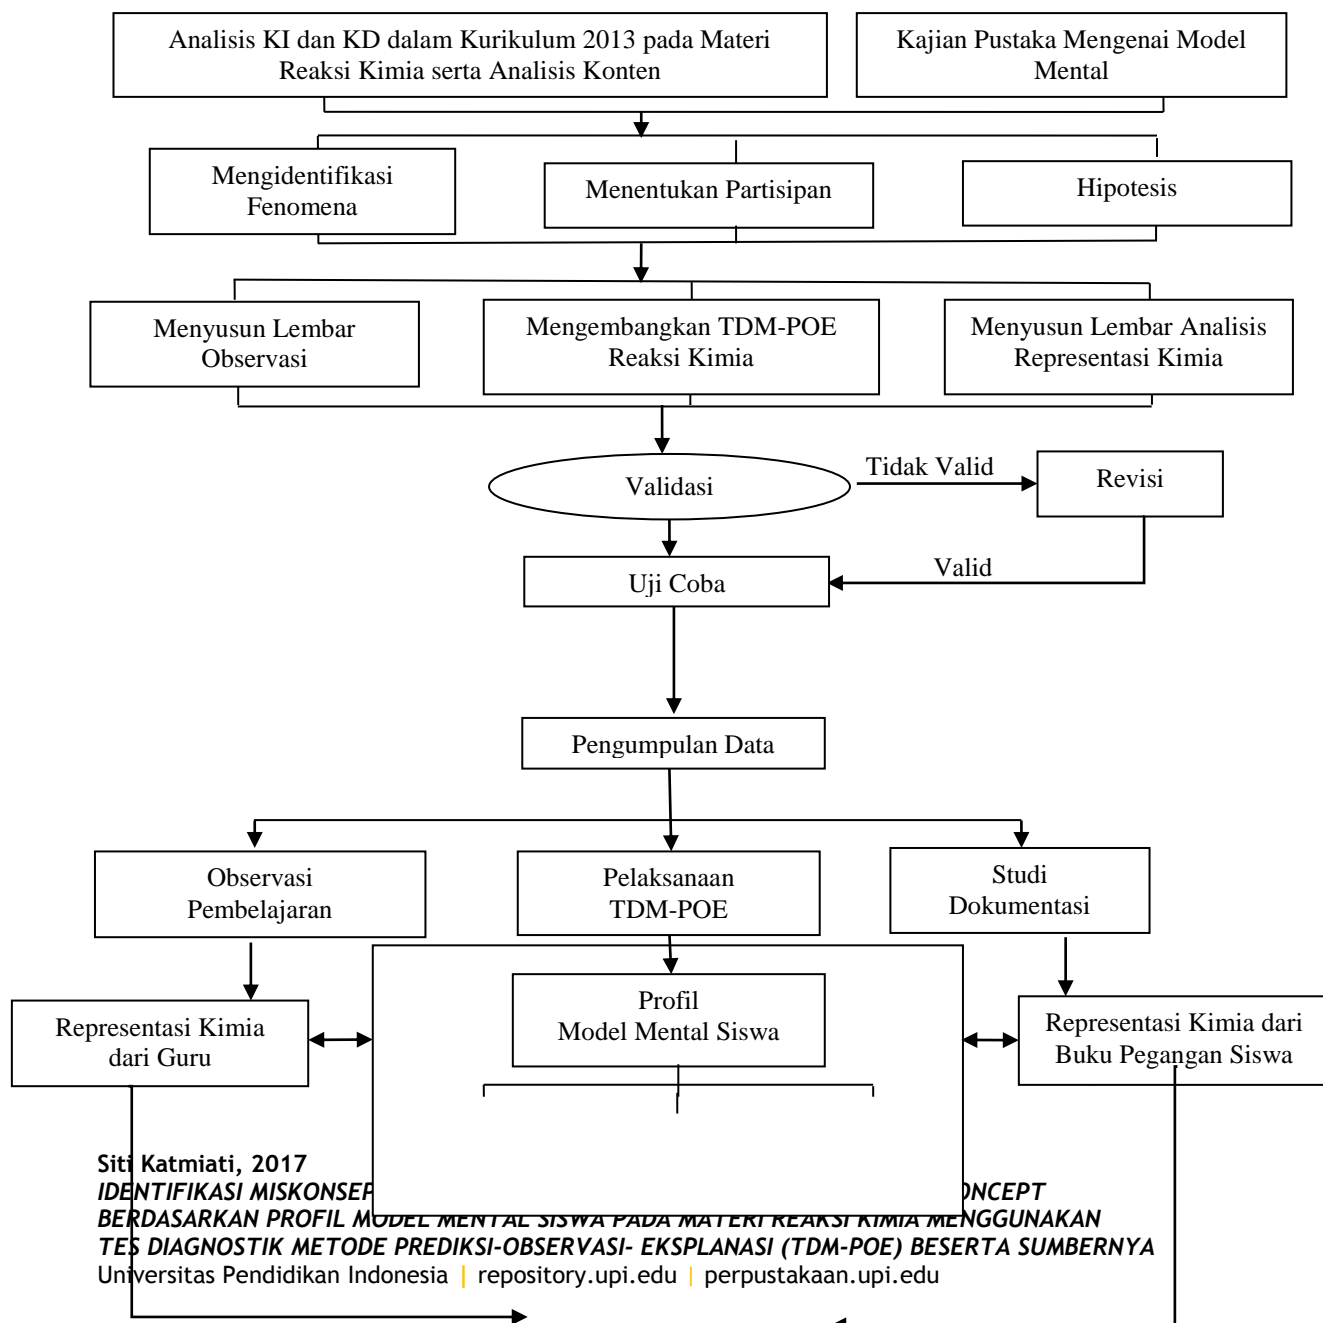 Analisis KI dan KD dalam Kurikulum 2013 pada Materi
Reaksi Kimia serta Analisis Konten
Kajian Pustaka Mengenai Model
Mental
Mengidentifikasi
Fenomena
Menentukan Partisipan
Hipotesis
Menyusun Lembar
Observasi
Mengembangkan TDM-POE
Reaksi Kimia
Menyusun Lembar Analisis
Representasi Kimia
Validasi
Tidak Valid
Revisi
Uji Coba
Valid
Pengumpulan Data
Observasi
Pembelajaran
Pelaksanaan
TDM-POE
Studi
Dokumentasi
Representasi Kimia
dari Guru
Profil
Model Mental Siswa
Representasi Kimia dari
Buku Pegangan Siswa
Siti Katmiati, 2017
IDENTIFIKASI
BERDASARKAN PROFIL MODEL MENTAL SISWA PADA MATERI REAKSI KIMIA MENGGUNAKAN
TES DIAGNOSTIK METODE PREDIKSI-OBSERVASI- EKSPLANASI (TDM-POE) BESERTA SUMBERNYA
Universitas Pendidikan Indonesia | repository.upi.edu | perpustakaan.upi.edu